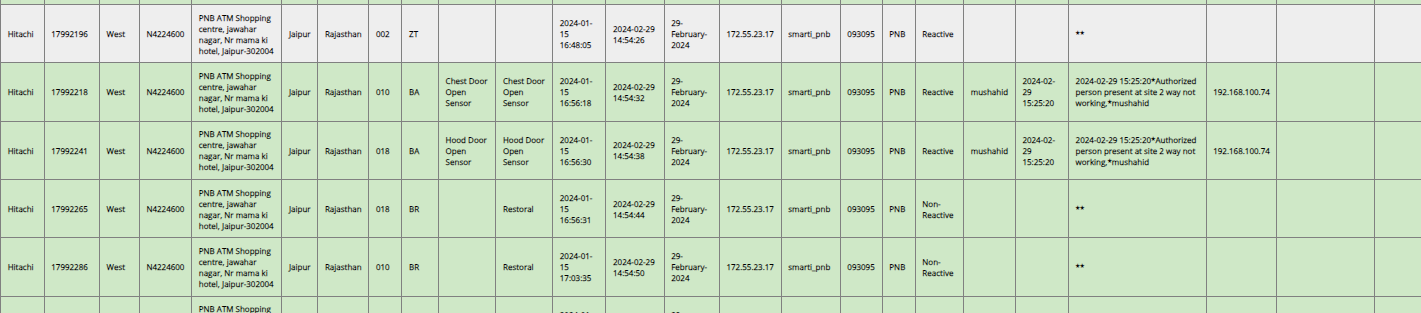 Hitachi 17992196 West N4224600 PNB ATM Shopping centre, jawahar nagar, Nr mama ki hotel, Jaipur-302004 Jaipur Rajasthan 002 ZT 2024-01-15 16:48:05 2024-02-29 14:54:26 29-February-2024 172.55.23.17 smarti_pnb 093095 PNB Reactive **
Hitachi 17992218 West N4224600 PNB ATM Shopping centre, jawahar nagar, Nr mama ki hotel, Jaipur-302004 Jaipur Rajasthan 010 BA Chest Door Open Sensor Chest Door Open Sensor 2024-01-15 16:56:18 2024-02-29 14:54:32 29-February-2024 172.55.23.17 smarti_pnb 093095 PNB Reactive mushahid 2024-02-29 15:25:20 2024-02-29 15:25:20*Authorized person present at site 2 way not working,*mushahid 192.168.100.74
Hitachi 17992241 West N4224600 PNB ATM Shopping centre, jawahar nagar, Nr mama ki hotel, Jaipur-302004 Jaipur Rajasthan 018 BA Hood Door Open Sensor Hood Door Open Sensor 2024-01-15 16:56:30 2024-02-29 14:54:38 29-February-2024 172.55.23.17 smarti_pnb 093095 PNB Reactive mushahid 2024-02-29 15:25:20 2024-02-29 15:25:20*Authorized person present at site 2 way not working,*mushahid 192.168.100.74
Hitachi 17992265 West N4224600 PNB ATM Shopping centre, jawahar nagar, Nr mama ki hotel, Jaipur-302004 Jaipur Rajasthan 018 BR Restoral 2024-01-15 16:56:31 2024-02-29 14:54:44 29-February-2024 172.55.23.17 smarti_pnb 093095 PNB Non-Reactive **
Hitachi 17992286 West N4224600 PNB ATM Shopping centre, jawahar nagar, Nr mama ki hotel, Jaipur-302004 Jaipur Rajasthan 010 BR Restoral 2024-01-15 17:03:35 2024-02-29 14:54:50 29-February-2024 172.55.23.17 smarti_pnb 093095 PNB Non-Reactive **
PNB ATM Shopping